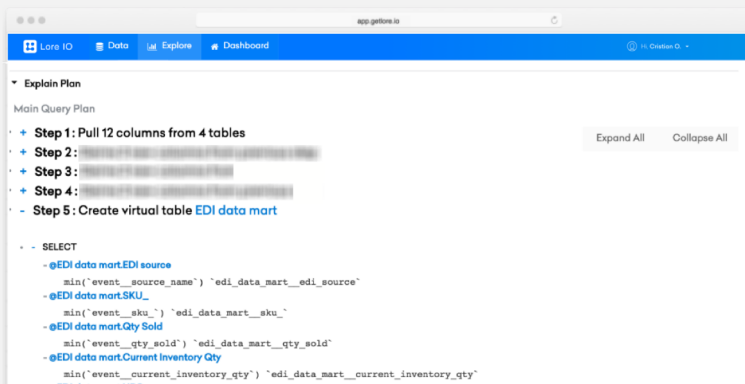 app.getlore.io
Lore IO Data Explore Dashboard Hi, Cristian O.
Explain Plan
Main Query Plan
+ Step 1 : Pull 12 columns from 4 tables
Expand All Collapse All
+ Step 2 :
+ Step 3 :
+ Step 4 :
- Step 5 : Create virtual table EDI data mart
- SELECT
- @EDI data mart.EDI source
min(`event__source_name`) `edi_data_mart__edi_source`
- @EDI data mart.SKU_
min(`event__sku_`) `edi_data_mart__sku_`
- @EDI data mart.Qty Sold
min(`event__qty_sold`) `edi_data_mart__qty_sold`
- @EDI data mart.Current Inventory Qty
min(`event__current_inventory_qty`) `edi_data_mart__current_inventory_qty`